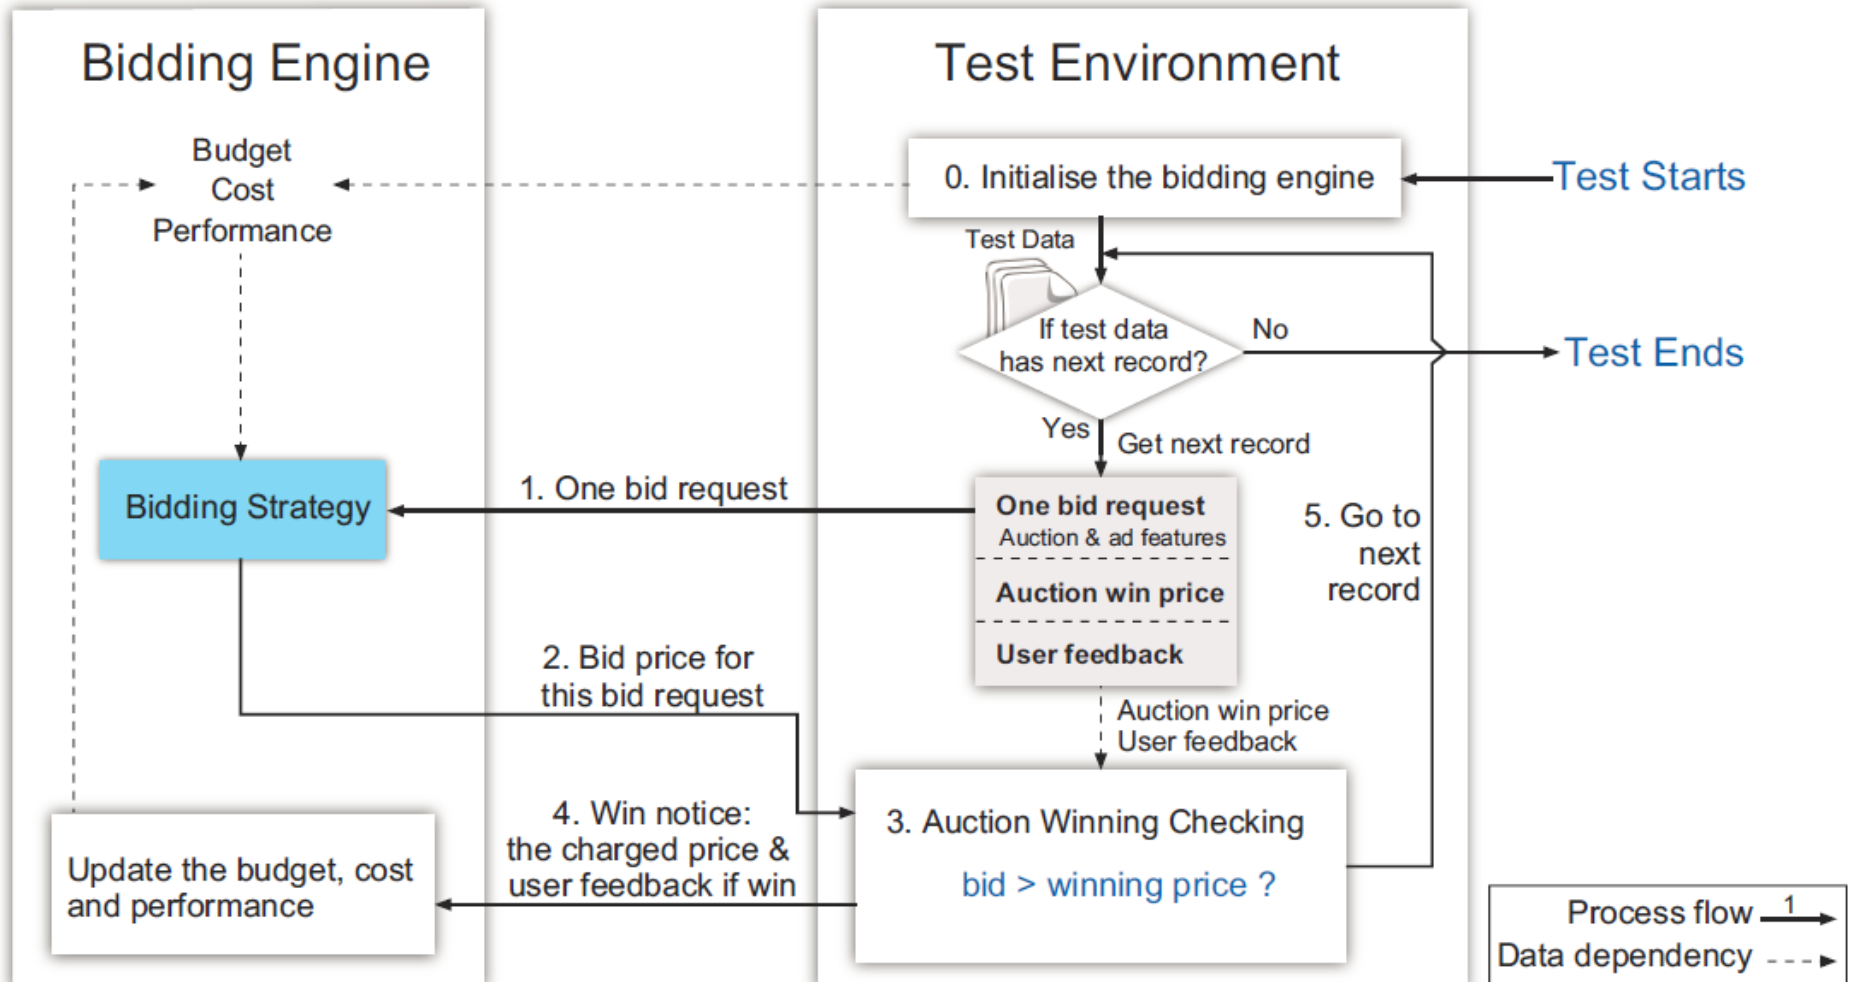 Bidding Engine
Test Environment
Budget
Cost
Performance
0. Initialise the bidding engine
Test Starts
Test Data
If test data
has next record?
No
Test Ends
Yes
Get next record
Bidding Strategy
1. One bid request
One bid request
Auction & ad features
Auction win price
User feedback
5. Go to
next
record
2. Bid price for
this bid request
Auction win price
User feedback
3. Auction Winning Checking
bid > winning price ?
4. Win notice:
the charged price &
user feedback if win
Update the budget, cost
and performance
Process flow 1
Data dependency